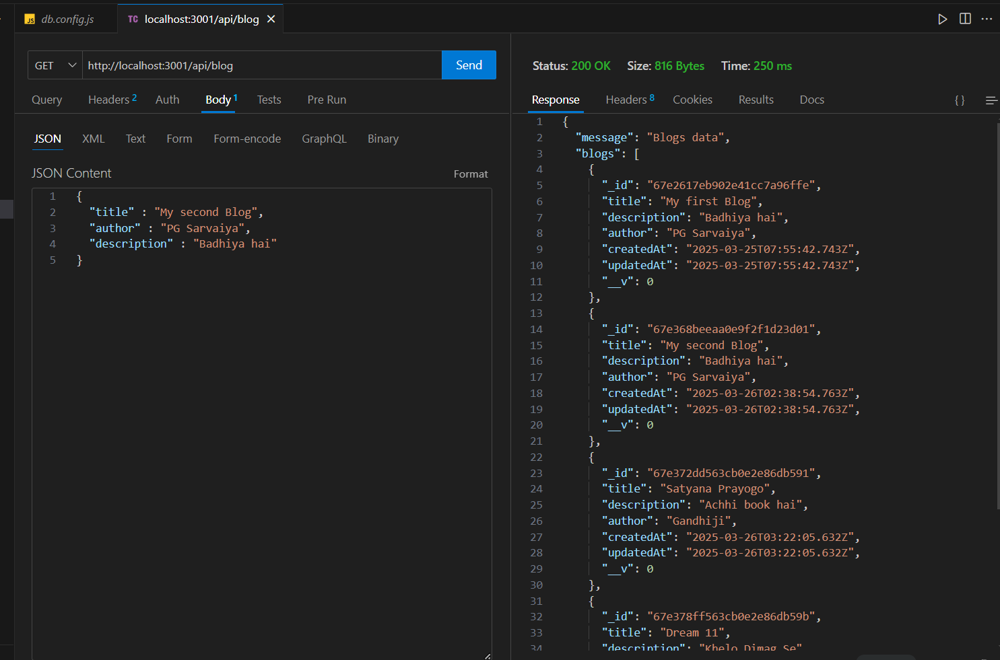 db.config.js
TC localhost:3001/api/blog
GET http://localhost:3001/api/blog Send
Query Headers 2 Auth Body 1 Tests Pre Run
JSON XML Text Form Form-encode GraphQL Binary
JSON Content Format
1 {
2 "title" : "My second Blog",
3 "author" : "PG Sarvaiya",
4 "description" : "Badhiya hai"
5 }
Status: 200 OK Size: 816 Bytes Time: 250 ms
Response Headers 8 Cookies Results Docs { }
1 {
2 "message": "Blogs data",
3 "blogs": [
4 {
5 "_id": "67e2617eb902e41cc7a96ffe",
6 "title": "My first Blog",
7 "description": "Badhiya hai",
8 "author": "PG Sarvaiya",
9 "createdAt": "2025-03-25T07:55:42.743Z",
10 "updatedAt": "2025-03-25T07:55:42.743Z",
11 "__v": 0
12 },
13 {
14 "_id": "67e368beeaa0e9f2f1d23d01",
15 "title": "My second Blog",
16 "description": "Badhiya hai",
17 "author": "PG Sarvaiya",
18 "createdAt": "2025-03-26T02:38:54.763Z",
19 "updatedAt": "2025-03-26T02:38:54.763Z",
20 "__v": 0
21 },
22 {
23 "_id": "67e372dd563cb0e2e86db591",
24 "title": "Satyana Prayogo",
25 "description": "Achhi book hai",
26 "author": "Gandhiji",
27 "createdAt": "2025-03-26T03:22:05.632Z",
28 "updatedAt": "2025-03-26T03:22:05.632Z",
29 "__v": 0
30 },
31 {
32 "_id": "67e378ff563cb0e2e86db59b",
33 "title": "Dream 11",
34 "description": "Khelo Dimag Se"